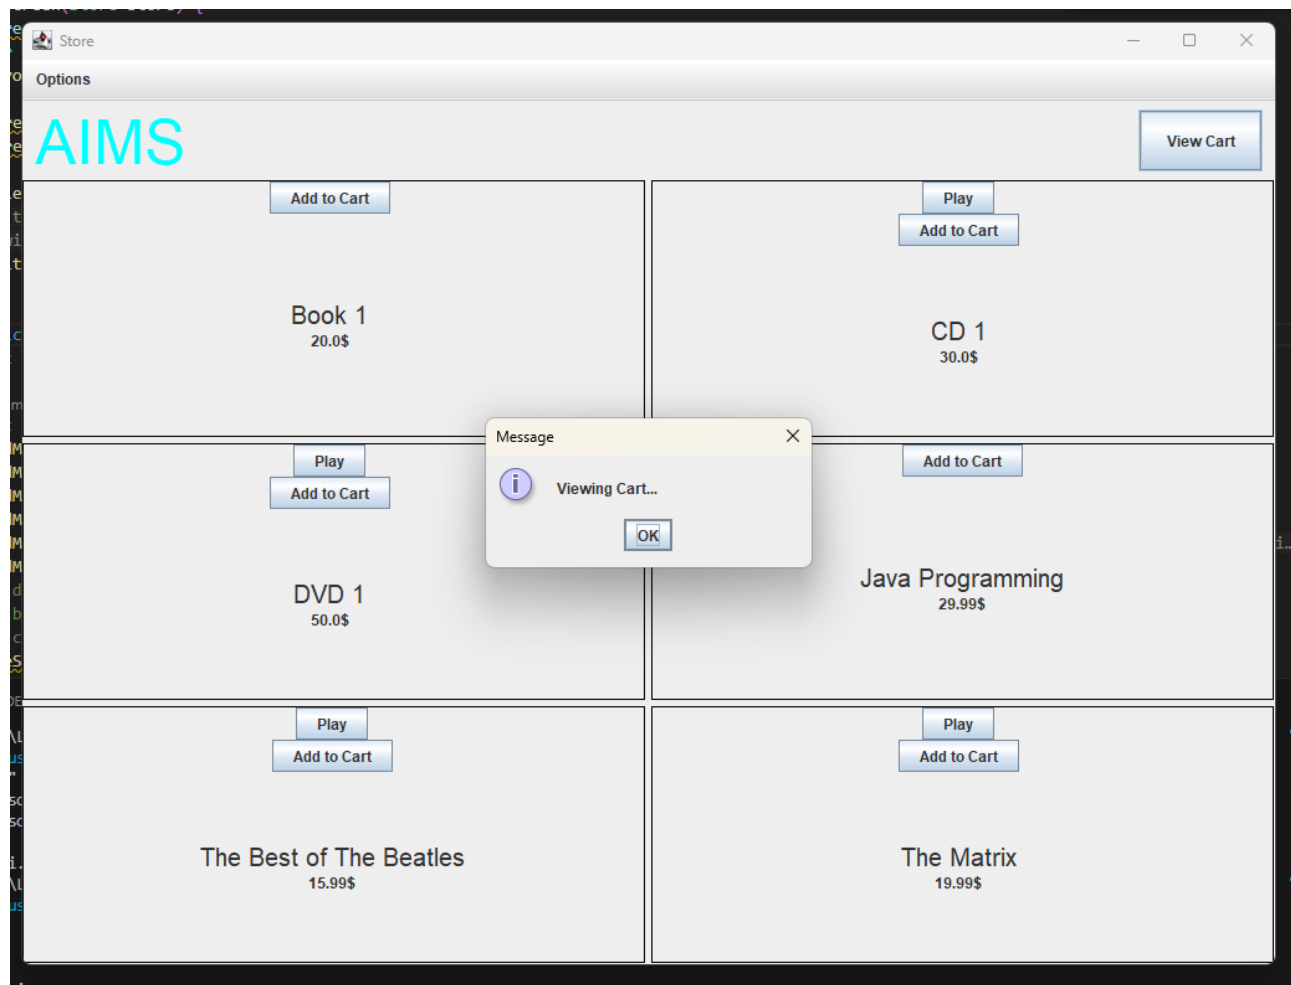 Store
Options
AIMS
View Cart
Add to Cart
Book 1
20.0$
Play
Add to Cart
CD 1
30.0$
Message
Viewing Cart...
OK
Play
Add to Cart
DVD 1
50.0$
Add to Cart
Java Programming
29.99$
Play
Add to Cart
The Best of The Beatles
15.99$
Play
Add to Cart
The Matrix
19.99$